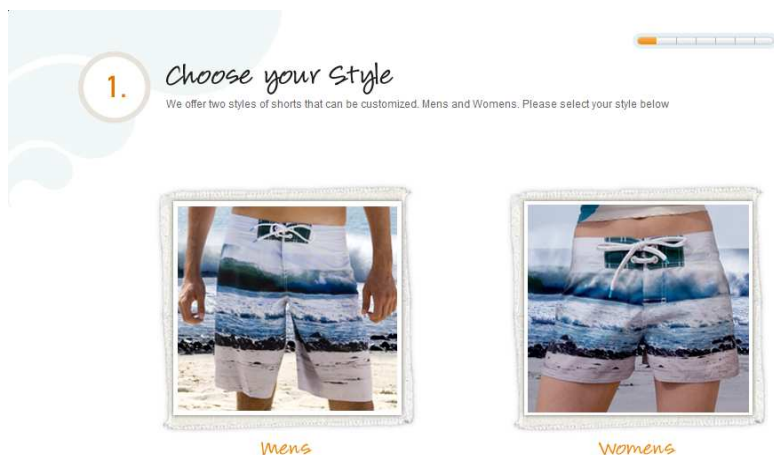 1.
Choose your Style
We offer two styles of shorts that can be customized. Mens and Womens. Please select your style below
Mens
Womens